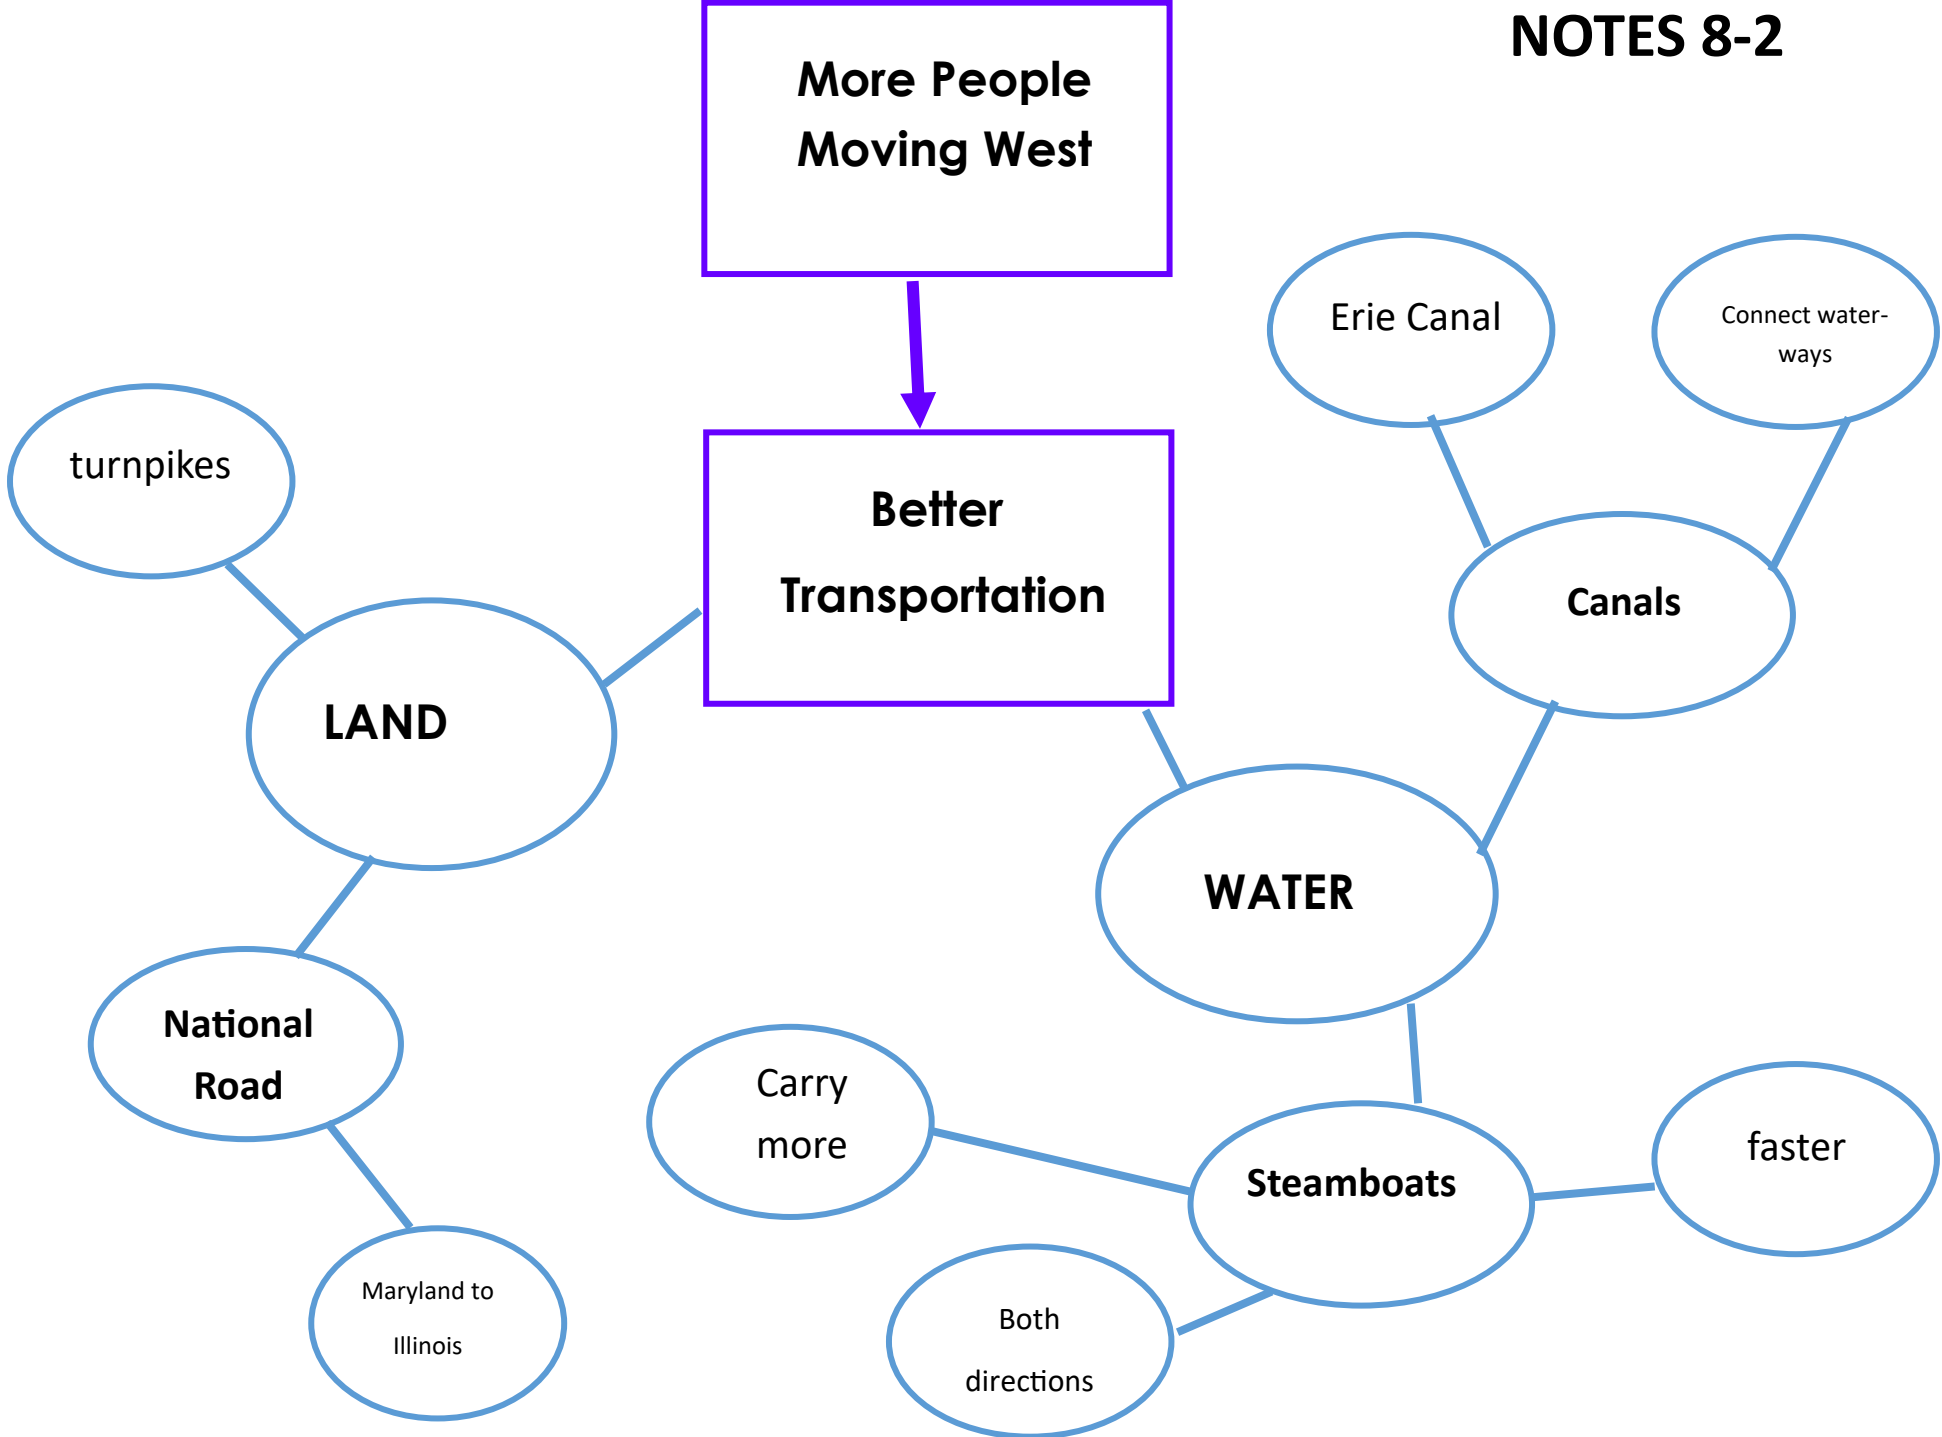 NOTES 8-2
More People
Moving West
Erie Canal
Connect water-
ways
turnpikes
Better
Transportation
Canals
LAND
WATER
National
Road
Carry
more
Steamboats
faster
Maryland to
Illinois
Both
directions